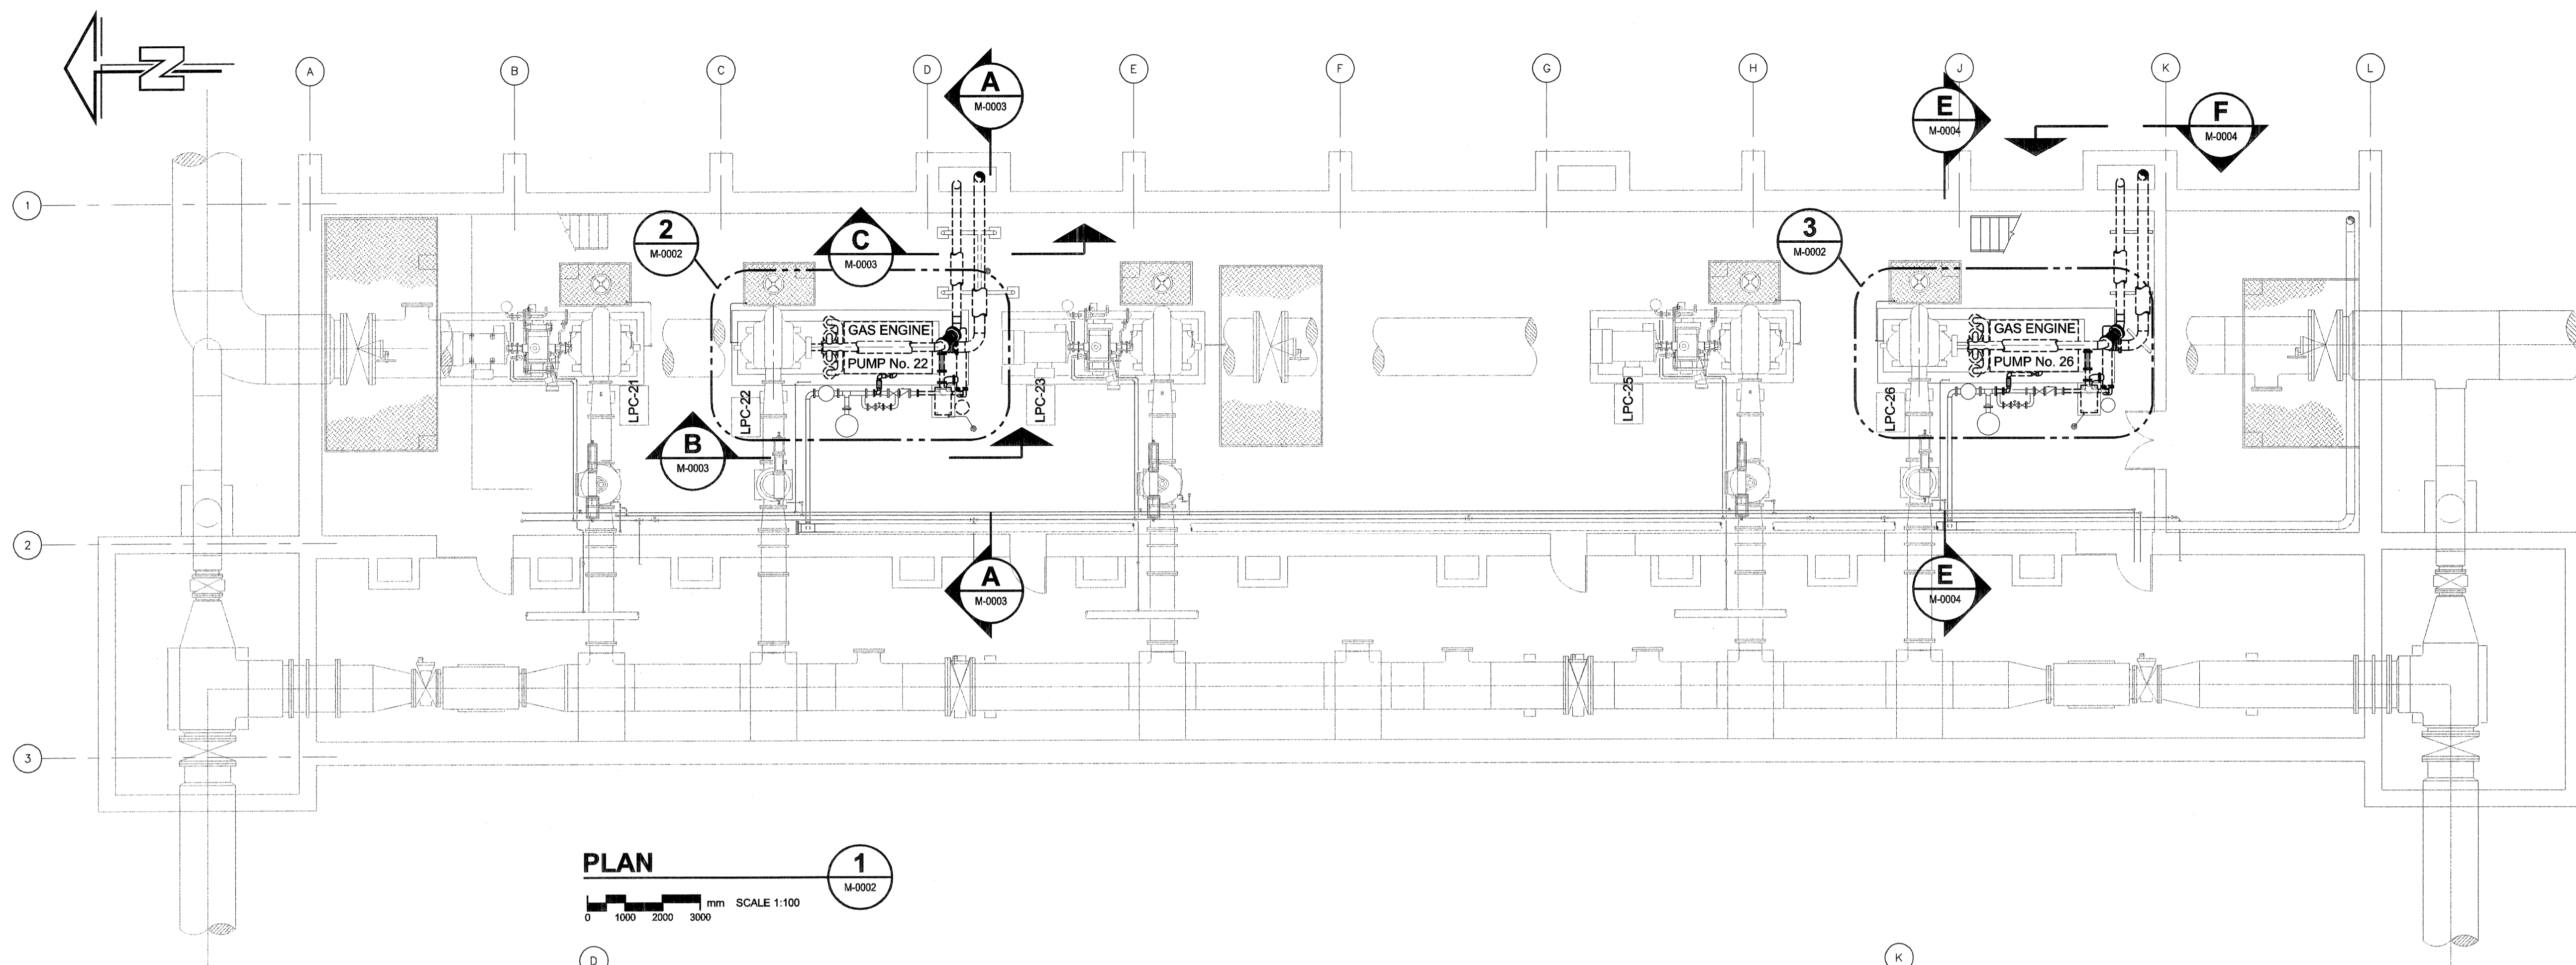 N
A
B
C
D
E
F
G
H
J
K
L
A
M-0003
E
M-0004
F
M-0004
1
2
M-0002
C
M-0003
3
M-0002
GAS ENGINE
PUMP No. 22
GAS ENGINE
PUMP No. 26
LPC-21
LPC-22
LPC-23
LPC-25
LPC-26
B
M-0003
2
A
M-0003
E
M-0004
3
PLAN
1
M-0002
mm SCALE 1:100
0 1000 2000 3000
D
K